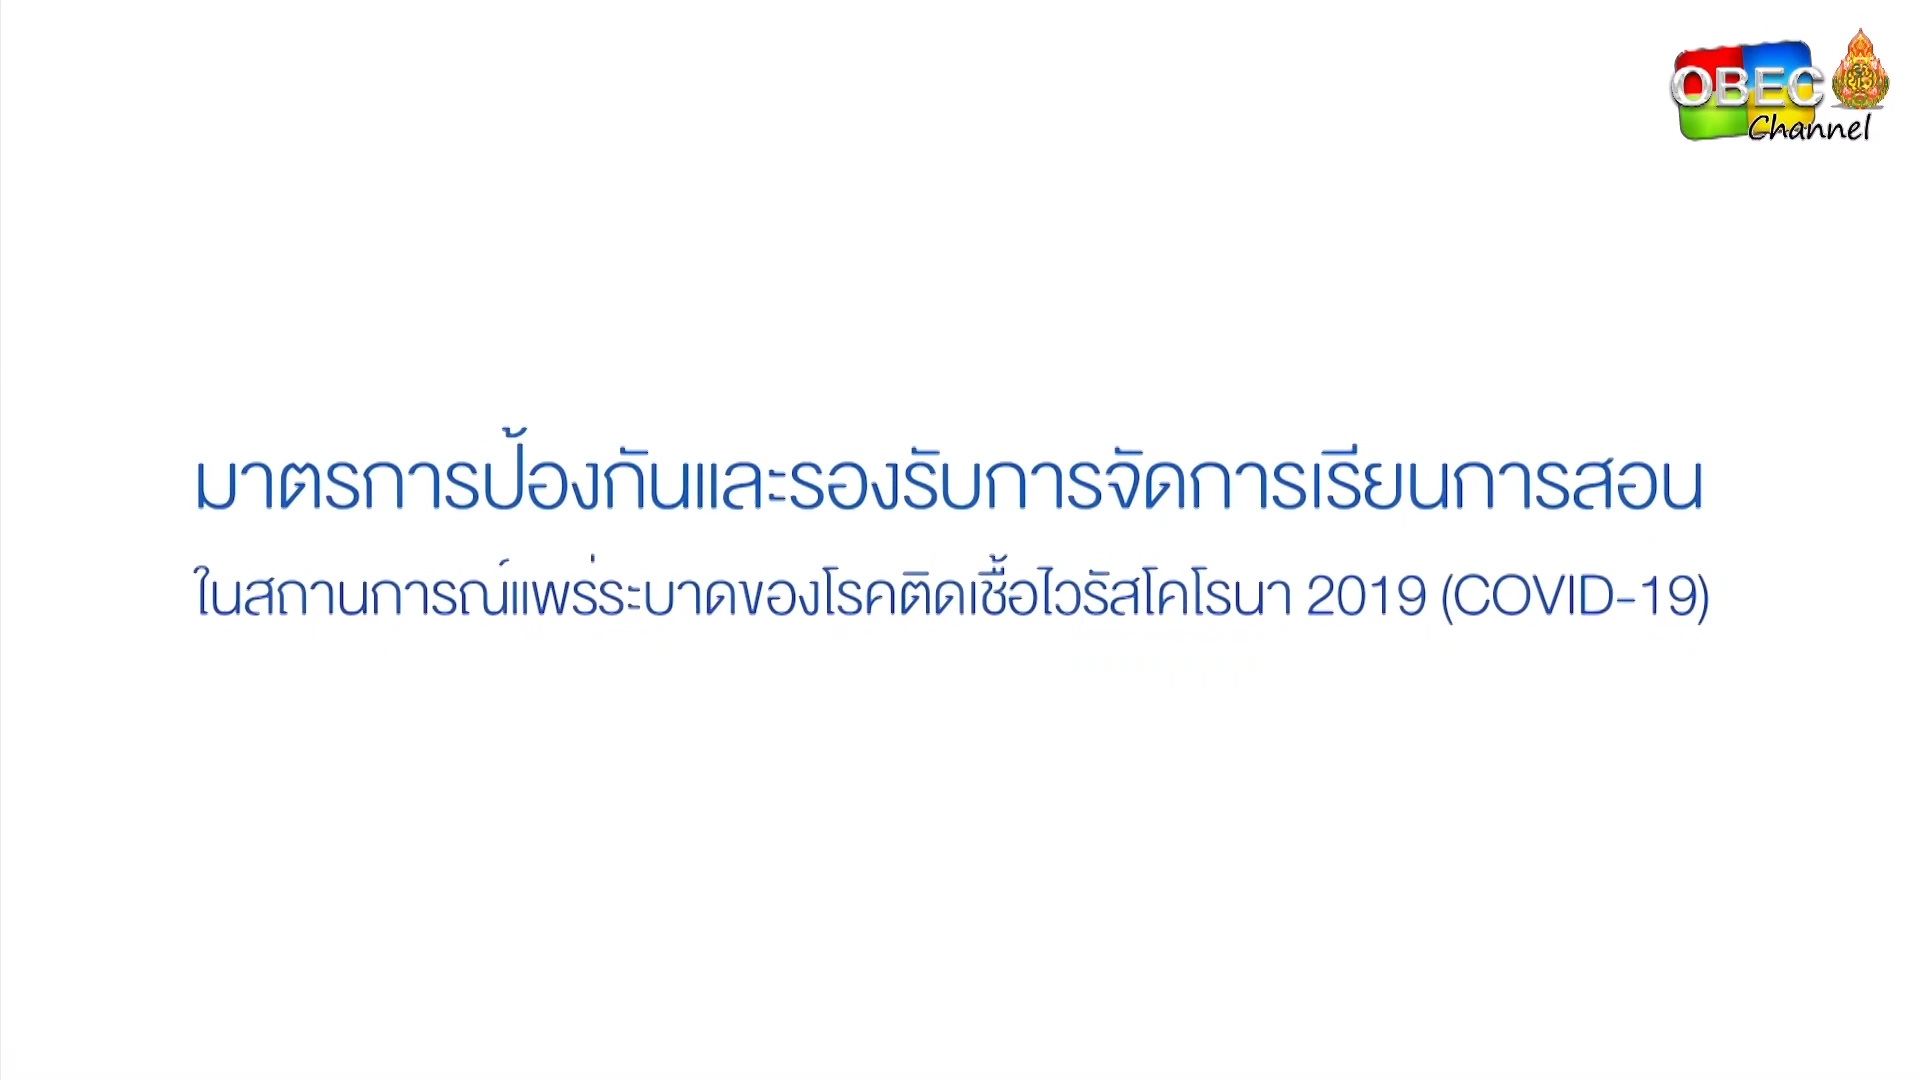 OBEC
Channel
มาตรการป้องกันและรองรับการจัดการเรียนการสอน
ในสถานการณ์แพร่ระบาดของโรคติดเชื้อไวรัสโคโรนา 2019 (COVID-19)